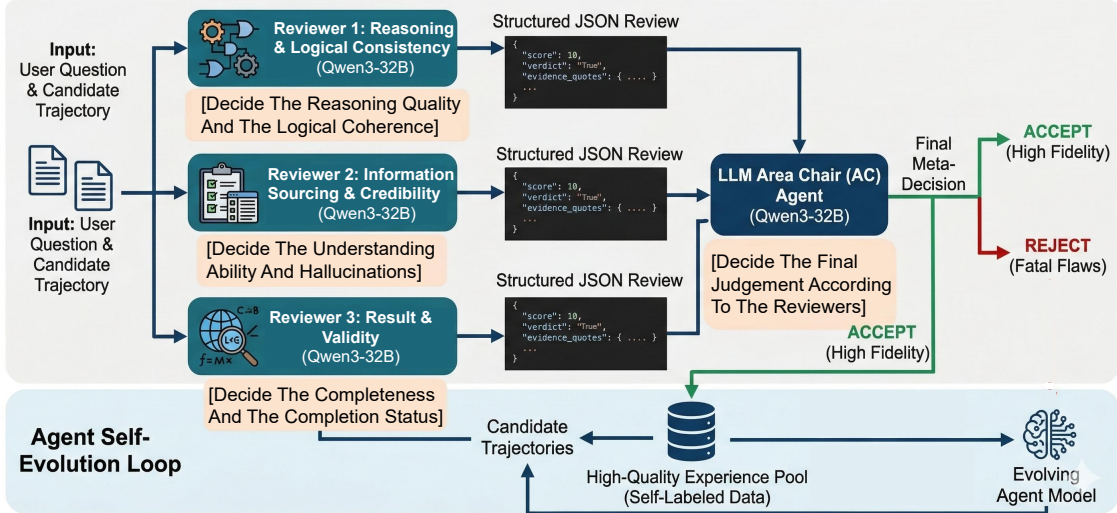 Input:
User Question
& Candidate
Trajectory
Input: User
Question &
Candidate
Trajectory
Reviewer 1: Reasoning
& Logical Consistency
(Qwen3-32B)
[Decide The Reasoning Quality
And The Logical Coherence]
Structured JSON Review
{
"score": 10,
"verdict": "True",
"evidence_quotes": { .... }
...
}
Reviewer 2: Information
Sourcing & Credibility
(Qwen3-32B)
[Decide The Understanding
Ability And Hallucinations]
Structured JSON Review
{
"score": 10,
"verdict": "True",
"evidence_quotes": { .... }
...
}
C=B
L<G
f=Mx
Reviewer 3: Result &
Validity
(Qwen3-32B)
[Decide The Completeness
And The Completion Status]
Structured JSON Review
{
"score": 10,
"verdict": "True",
"evidence_quotes": { .... }
...
}
LLM Area Chair (AC)
Agent
(Qwen3-32B)
[Decide The Final
Judgement According
To The Reviewers]
Final
Meta-
Decision
ACCEPT
(High Fidelity)
REJECT
(Fatal Flaws)
ACCEPT
(High Fidelity)
Agent Self-
Evolution Loop
Candidate
Trajectories
High-Quality Experience Pool
(Self-Labeled Data)
Evolving
Agent Model